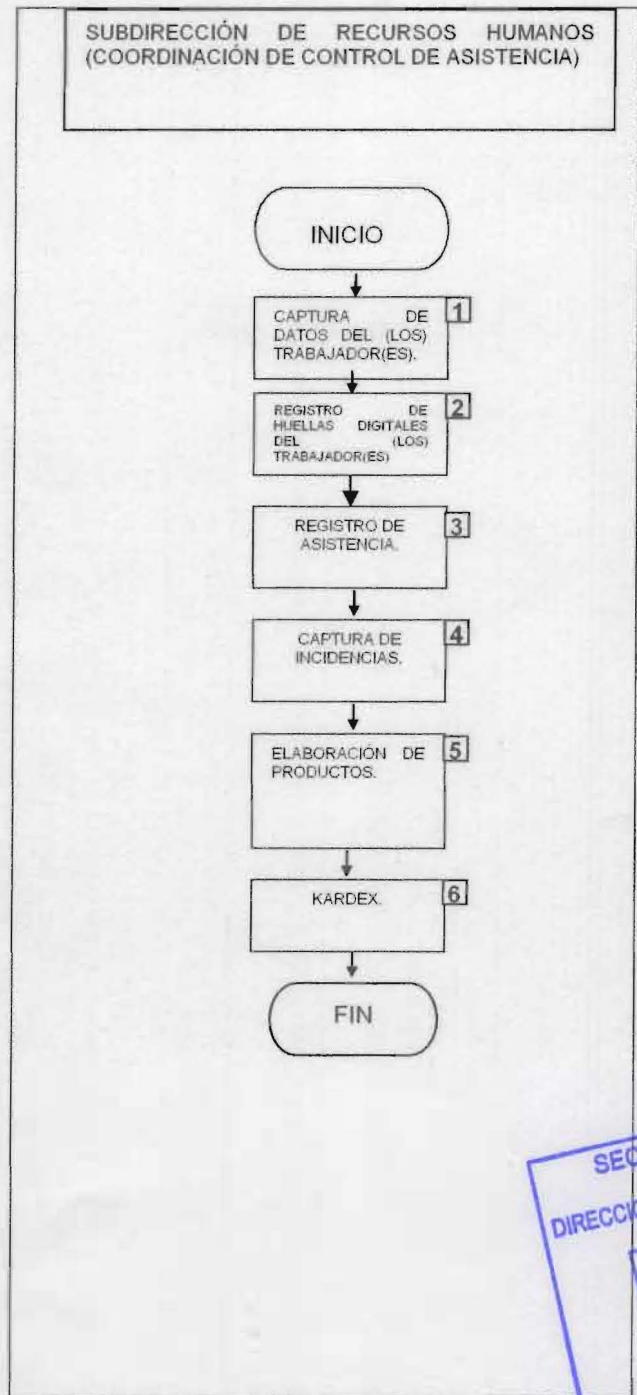 SUBDIRECCIÓN DE RECURSOS HUMANOS
(COORDINACIÓN DE CONTROL DE ASISTENCIA)
INICIO
1
CAPTURA DE
DATOS DEL (LOS)
TRABAJADOR(ES).
2
REGISTRO DE
HUELLAS DIGITALES
DEL (LOS)
TRABAJADOR(ES)
3
REGISTRO DE
ASISTENCIA.
4
CAPTURA DE
INCIDENCIAS.
5
ELABORACIÓN DE
PRODUCTOS.
6
KARDEX.
FIN